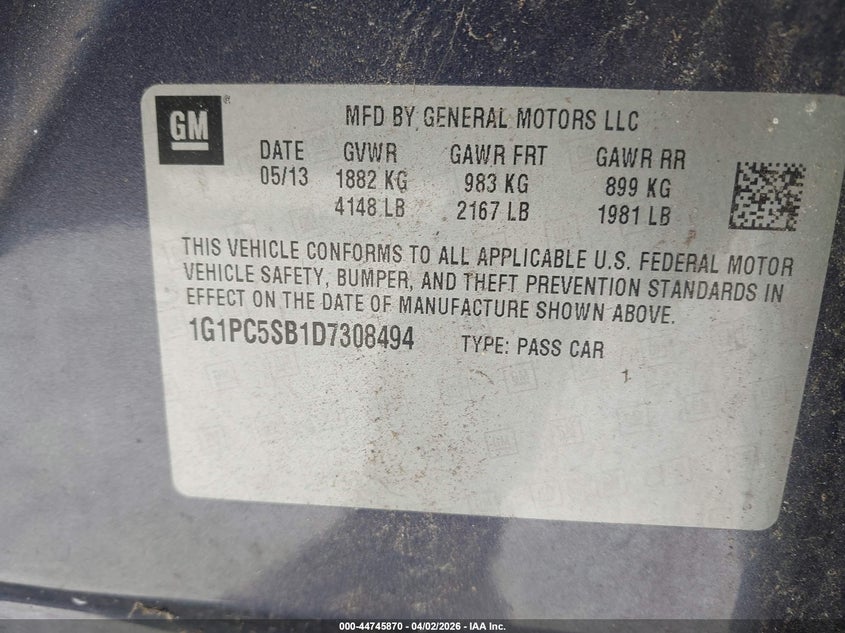 GM®
MFD BY GENERAL MOTORS LLC
DATE GVWR GAWR FRT GAWR RR
05/13 1882 KG 983 KG 899 KG
4148 LB 2167 LB 1981 LB
THIS VEHICLE CONFORMS TO ALL APPLICABLE U.S. FEDERAL MOTOR
VEHICLE SAFETY, BUMPER, AND THEFT PREVENTION STANDARDS IN
EFFECT ON THE DATE OF MANUFACTURE SHOWN ABOVE.
1G1PC5SB1D7308494 TYPE: PASS CAR
000-44745870 - 04/02/2026 - IAA Inc.